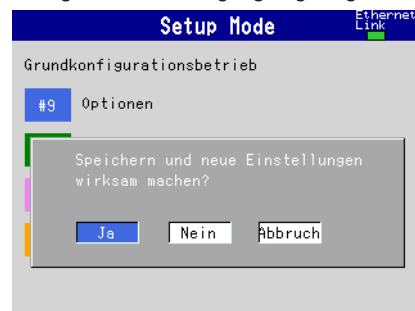 Setup Mode
Ethernet
Link
Grundkonfigurationsbetrieb
#9 Optionen
Speichern und neue Einstellungen
wirksam machen?
Ja Nein Abbruch